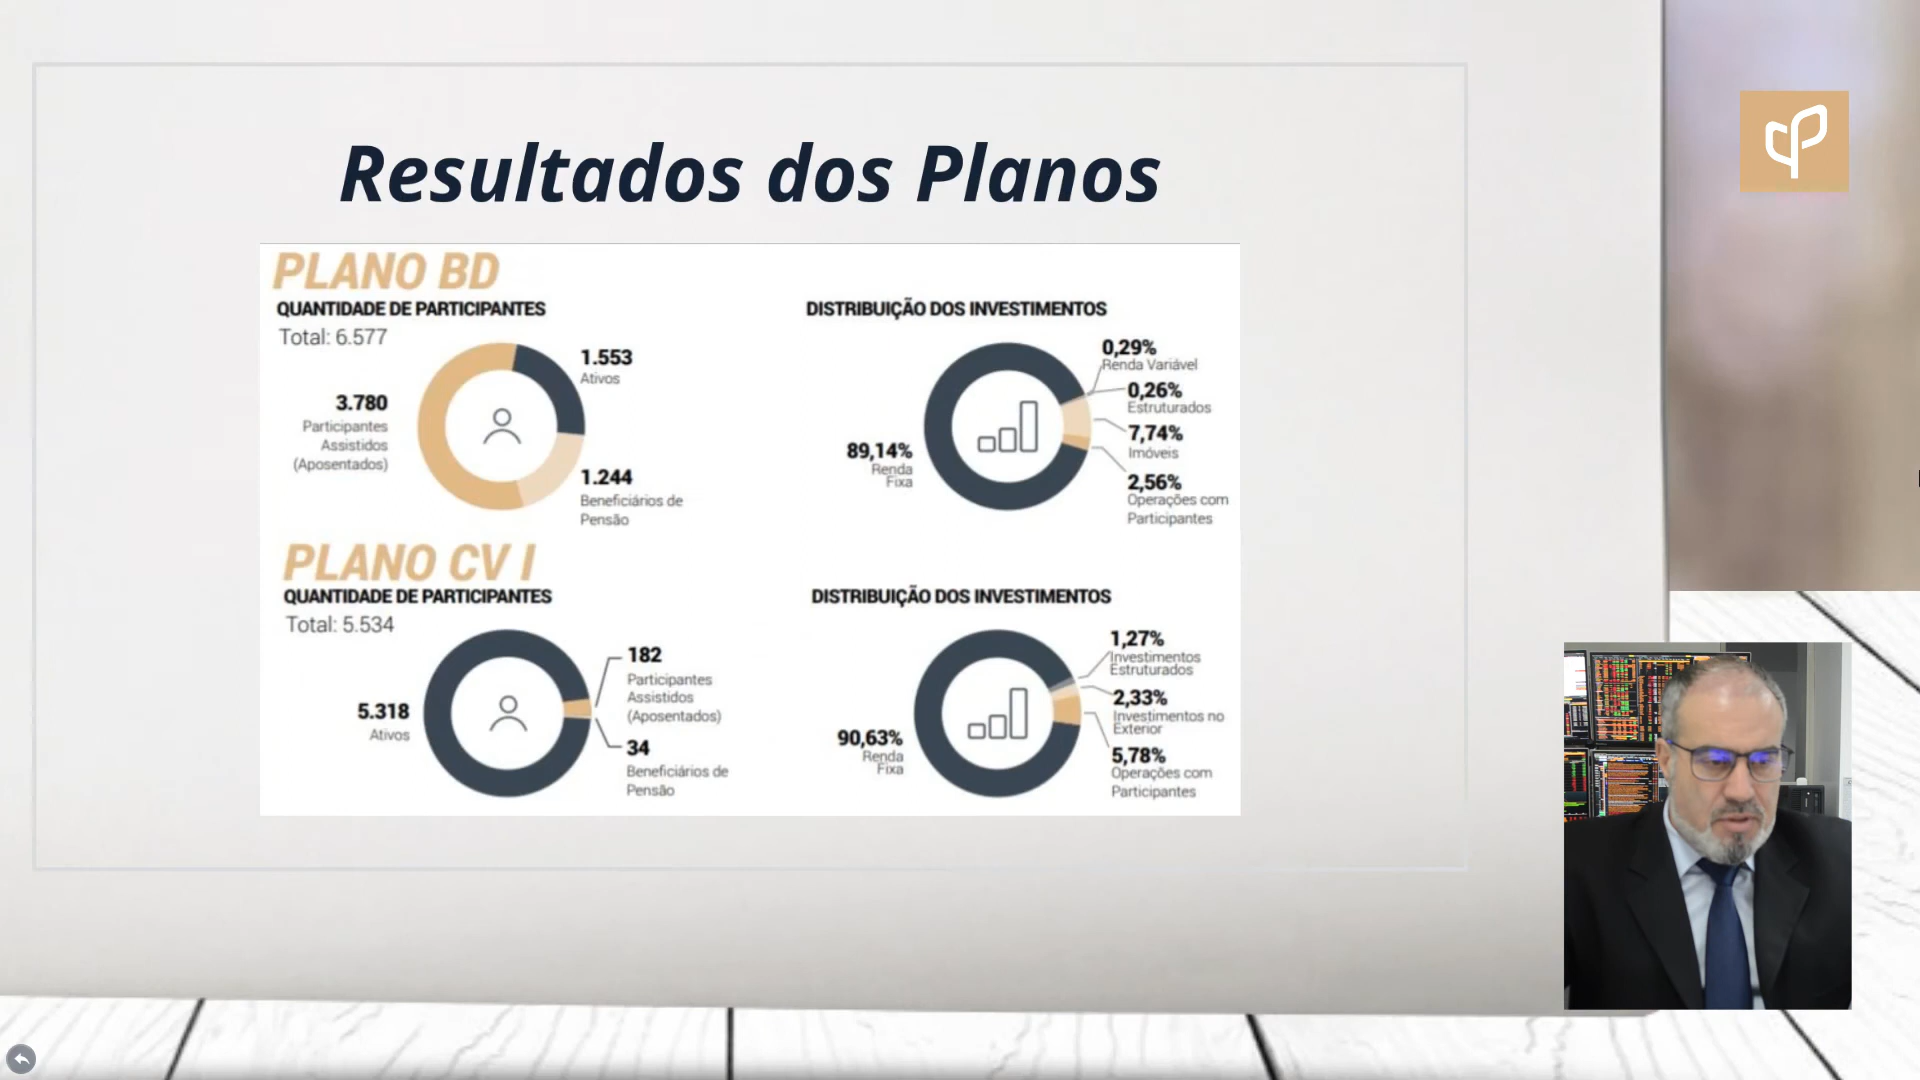 Resultados dos Planos
PLANO BD
QUANTIDADE DE PARTICIPANTES
Total: 6.577
1.553
Ativos
3.780
Participantes
Assistidos
(Aposentados)
1.244
Beneficiários de
Pensão
DISTRIBUIÇÃO DOS INVESTIMENTOS
0,29%
Renda Variável
0,26%
Estruturados
7,74%
Imóveis
2,56%
Operações com
Participantes
89,14%
Renda
Fixa
PLANO CV I
QUANTIDADE DE PARTICIPANTES
Total: 5.534
182
Participantes
Assistidos
(Aposentados)
5.318
Ativos
34
Beneficiários de
Pensão
DISTRIBUIÇÃO DOS INVESTIMENTOS
1,27%
Investimentos
Estruturados
2,33%
Investimentos no
Exterior
5,78%
Operações com
Participantes
90,63%
Renda
Fixa